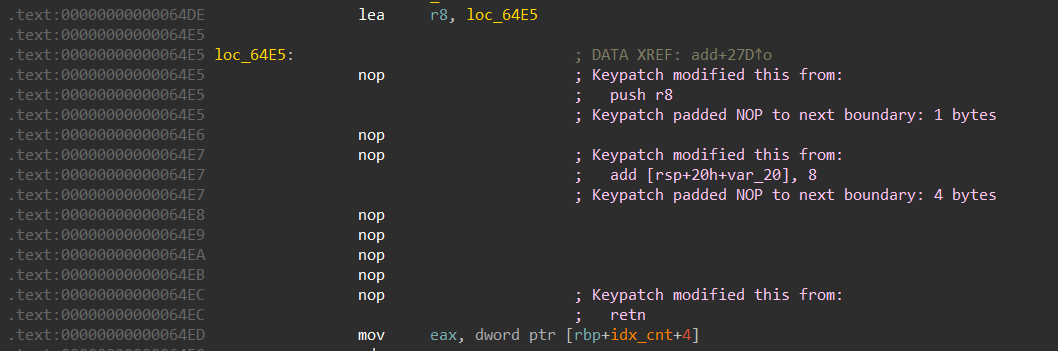 .text:00000000000064DE lea r8, loc_64E5
.text:00000000000064E5
.text:00000000000064E5 loc_64E5: ; DATA XREF: add+27D↑o
.text:00000000000064E5 nop ; Keypatch modified this from:
.text:00000000000064E5 ; push r8
.text:00000000000064E5 ; Keypatch padded NOP to next boundary: 1 bytes
.text:00000000000064E6 nop
.text:00000000000064E7 nop ; Keypatch modified this from:
.text:00000000000064E7 ; add [rsp+20h+var_20], 8
.text:00000000000064E7 ; Keypatch padded NOP to next boundary: 4 bytes
.text:00000000000064E8 nop
.text:00000000000064E9 nop
.text:00000000000064EA nop
.text:00000000000064EB nop
.text:00000000000064EC nop ; Keypatch modified this from:
.text:00000000000064EC ; retn
.text:00000000000064ED mov eax, dword ptr [rbp+idx_cnt+4]